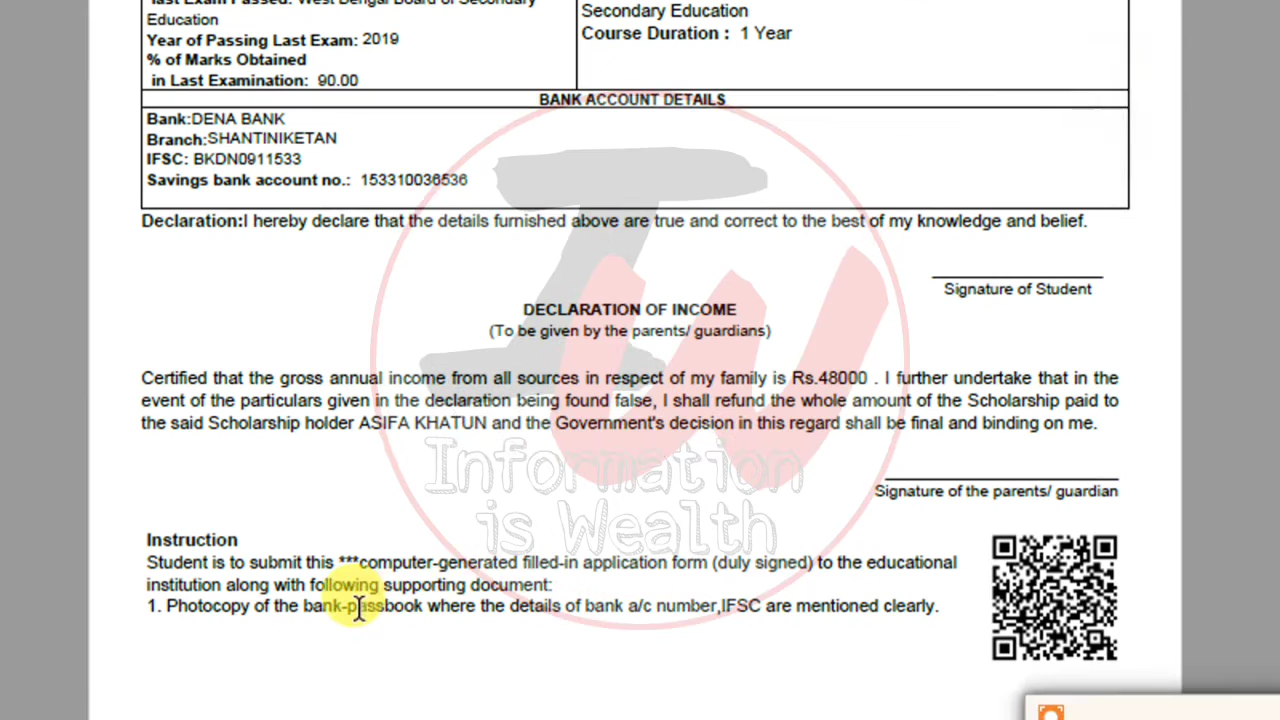 last Exam Passed: West Bengal Board of Secondary
Education
Year of Passing Last Exam: 2019
% of Marks Obtained
in Last Examination: 90.00
Secondary Education
Course Duration : 1 Year
BANK ACCOUNT DETAILS
Bank:DENA BANK
Branch:SHANTINIKETAN
IFSC: BKDN0911533
Savings bank account no.: 153310036536
Declaration:I hereby declare that the details furnished above are true and correct to the best of my knowledge and belief.
Signature of Student
DECLARATION OF INCOME
(To be given by the parents/ guardians)
Certified that the gross annual income from all sources in respect of my family is Rs.48000 . I further undertake that in the
event of the particulars given in the declaration being found false, I shall refund the whole amount of the Scholarship paid to
the said Scholarship holder ASIFA KHATUN and the Government's decision in this regard shall be final and binding on me.
Signature of the parents/ guardian
Information
is Wealth
Instruction
Student is to submit this ***computer-generated filled-in application form (duly signed) to the educational
institution along with following supporting document:
1. Photocopy of the bank-passbook where the details of bank a/c number,IFSC are mentioned clearly.